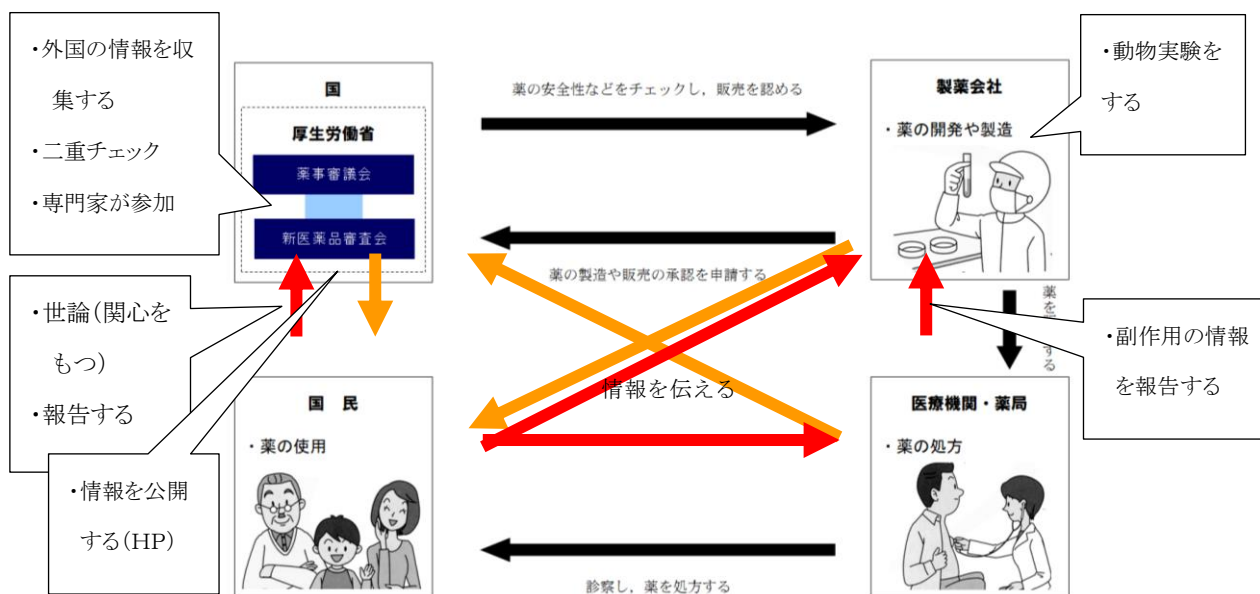 ・外国の情報を収
集する
・二重チェック
・専門家が参加
国
厚生労働省
薬事審議会
新医薬品審査会
薬の安全性などをチェックし，販売を認める
製薬会社
・薬の開発や製造
・動物実験を
する
薬の製造や販売の承認を申請する
・世論(関心を
もつ)
・報告する
・情報を公開
する(HP)
情報を伝える
薬を
する
・副作用の情報
を報告する
国　民
・薬の使用
医療機関・薬局
・薬の処方
診察し，薬を処方する